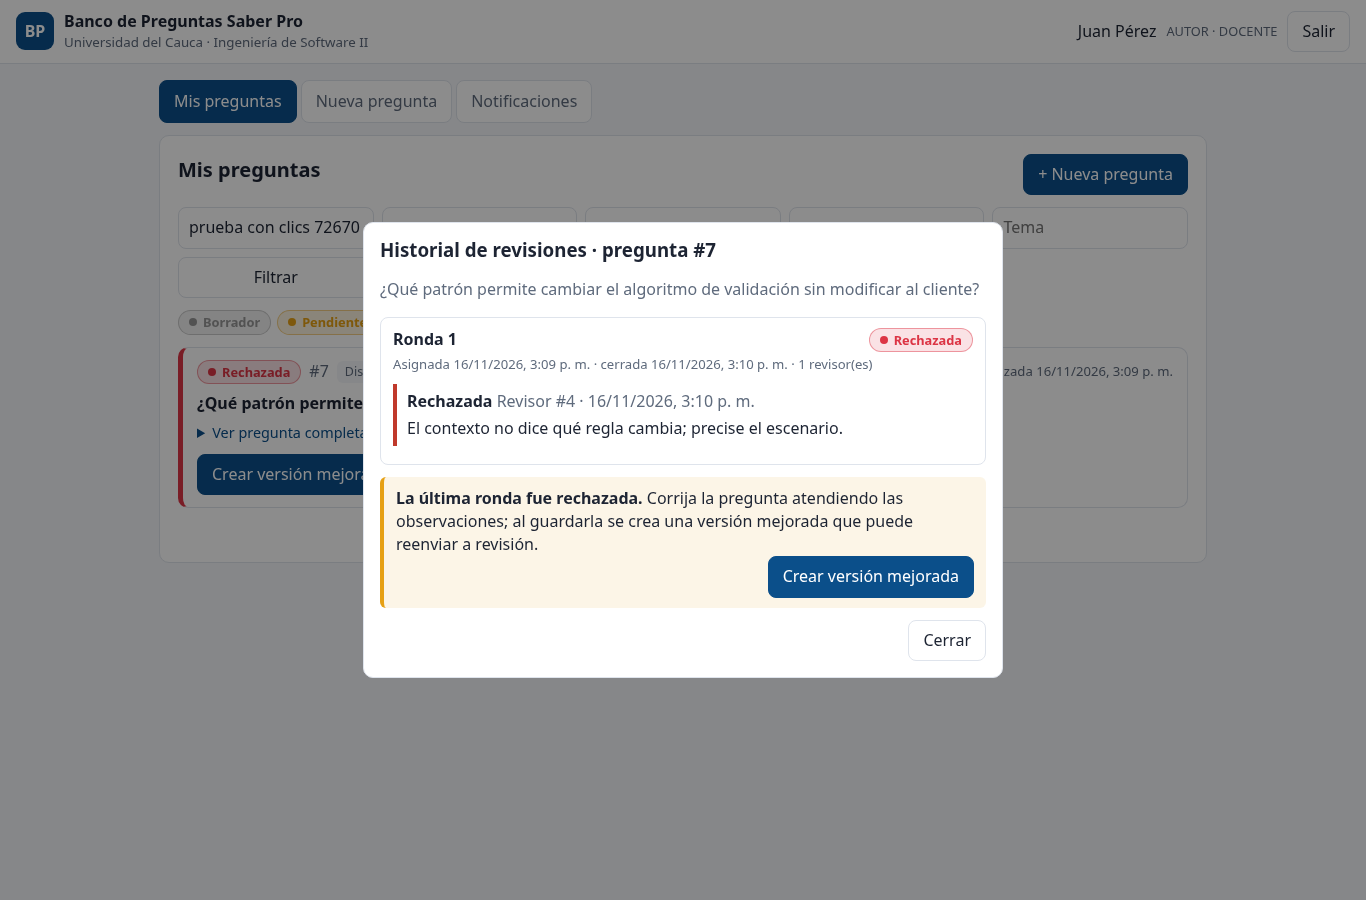 BP
Banco de Preguntas Saber Pro
Universidad del Cauca · Ingeniería de Software II
Juan Pérez AUTOR · DOCENTE Salir
Mis preguntas Nueva pregunta Notificaciones
Mis preguntas
+ Nueva pregunta
prueba con clics 72670
Tema
Filtrar
Borrador
Pendiente
Rechazada #7
zada 16/11/2026, 3:09 p. m.
¿Qué patrón permite
Ver pregunta completa
Crear versión
Historial de revisiones · pregunta #7
¿Qué patrón permite cambiar el algoritmo de validación sin modificar al cliente?
Ronda 1
Rechazada
Asignada 16/11/2026, 3:09 p. m. · cerrada 16/11/2026, 3:10 p. m. · 1 revisor(es)
Rechazada Revisor #4 · 16/11/2026, 3:10 p. m.
El contexto no dice qué regla cambia; precise el escenario.
La última ronda fue rechazada. Corrija la pregunta atendiendo las
observaciones; al guardarla se crea una versión mejorada que puede
reenviar a revisión.
Crear versión mejorada
Cerrar